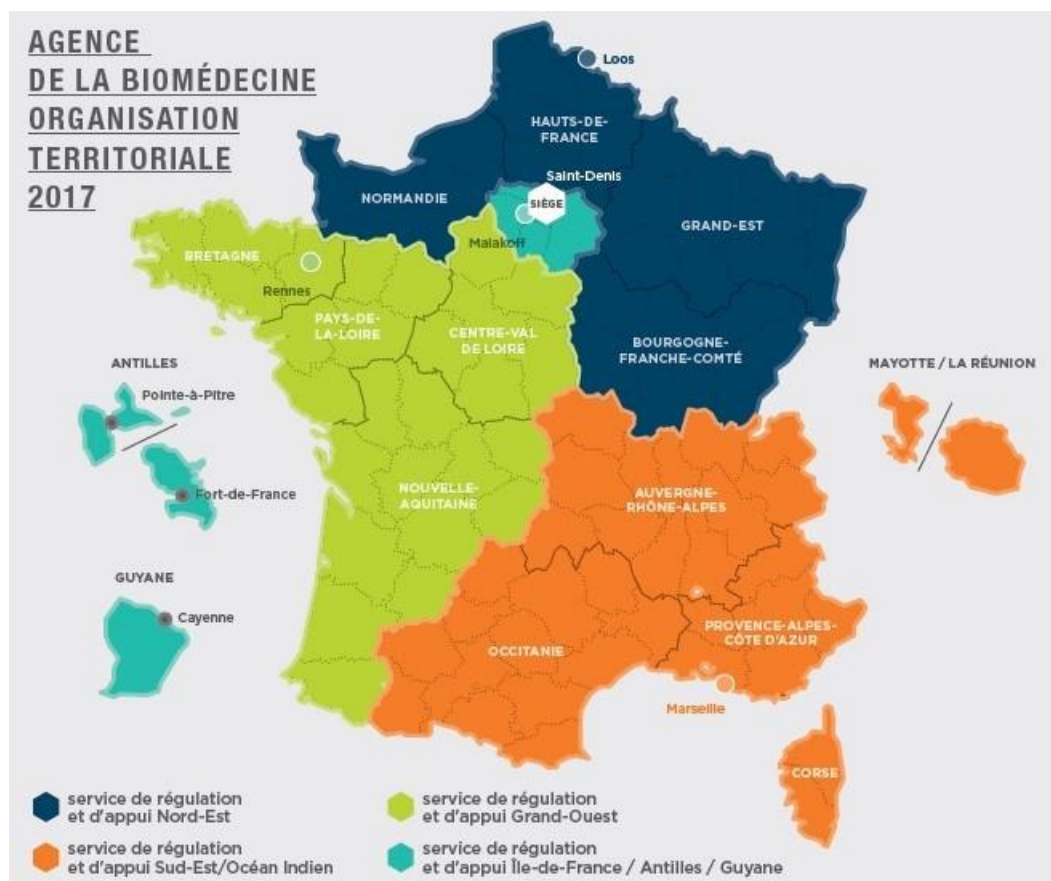 AGENCE
DE LA BIOMÉDECINE
ORGANISATION
TERRITORIALE
2017
Loos
HAUTS-DE-
FRANCE
Saint-Denis
SIÈGE
NORMANDIE
GRAND-EST
Malakoff
BRETAGNE
Rennes
PAYS-DE-
LA-LOIRE
CENTRE-VAL
DE LOIRE
BOURGOGNE-
FRANCHE-COMTÉ
ANTILLES
Pointe-à-Pitre
Fort-de-France
MAYOTTE / LA RÉUNION
NOUVELLE-
AQUITAINE
AUVERGNE-
RHÔNE-ALPES
GUYANE
Cayenne
OCCITANIE
PROVENCE-ALPES-
CÔTE D'AZUR
Marseille
CORSE
service de régulation
et d'appui Nord-Est
service de régulation
et d'appui Grand-Ouest
service de régulation
et d'appui Sud-Est/Océan Indien
service de régulation
et d'appui Île-de-France / Antilles / Guyane